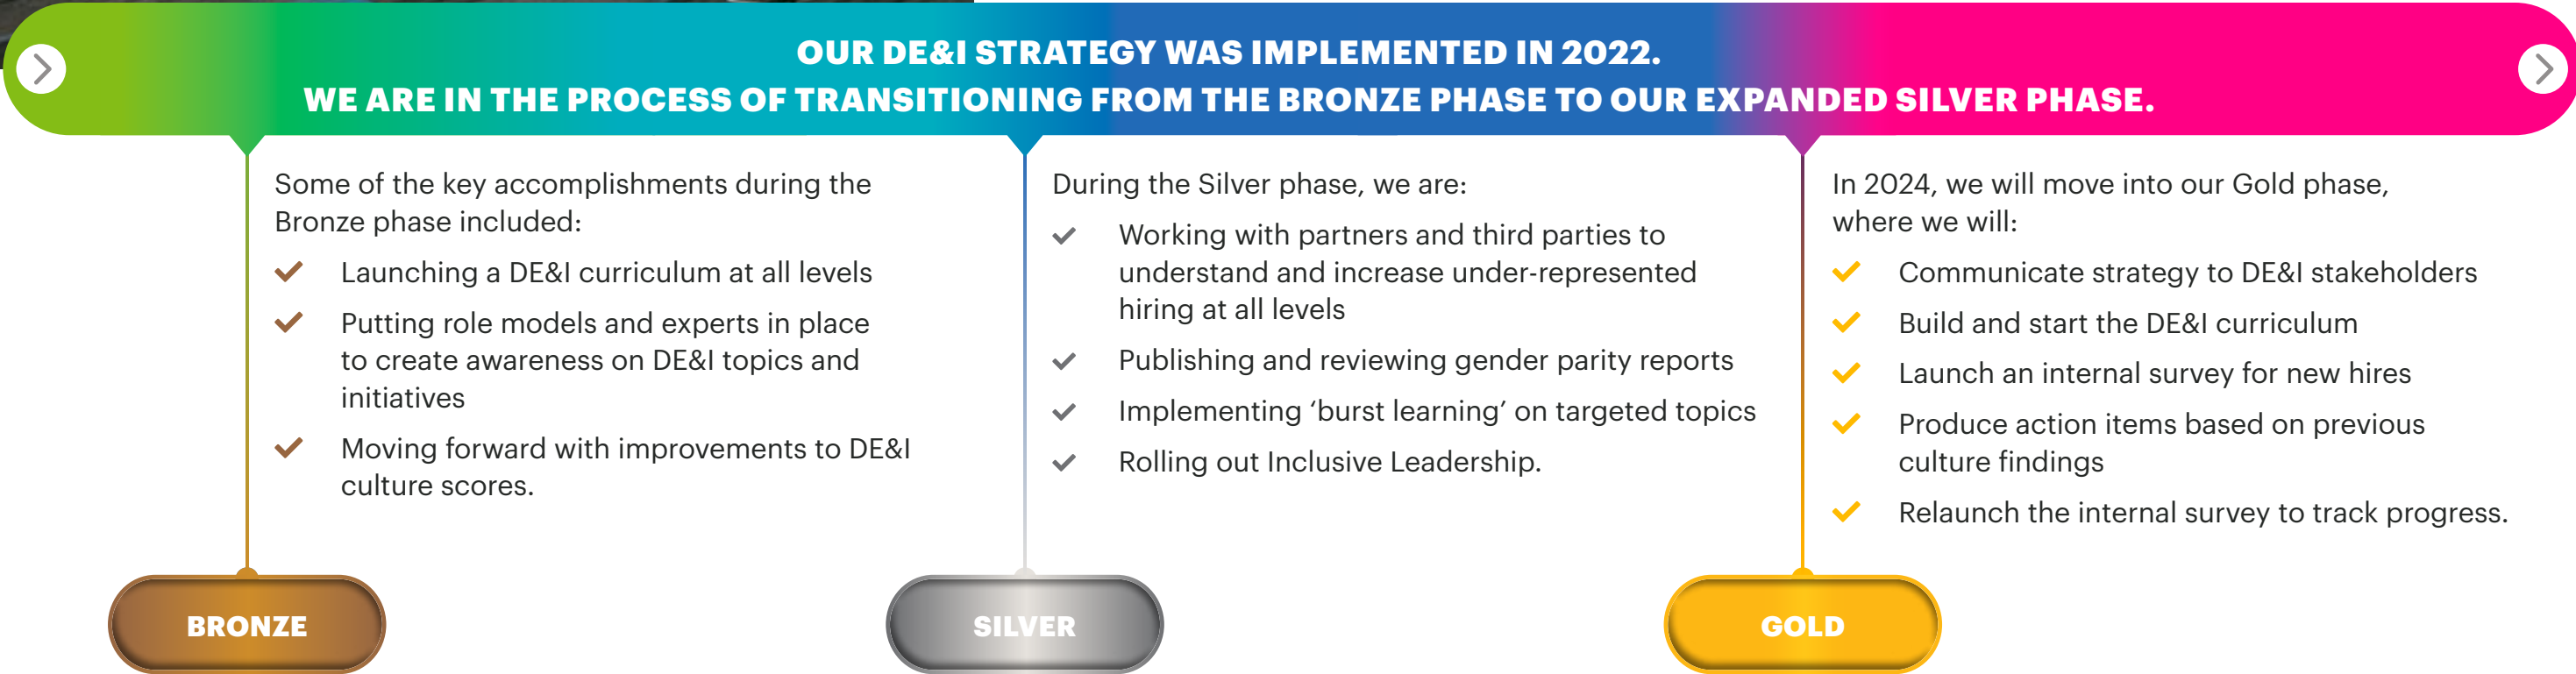 OUR DE&I STRATEGY WAS IMPLEMENTED IN 2022.
WE ARE IN THE PROCESS OF TRANSITIONING FROM THE BRONZE PHASE TO OUR EXPANDED SILVER PHASE.
Some of the key accomplishments during the
Bronze phase included:
Launching a DE&I curriculum at all levels
Putting role models and experts in place
to create awareness on DE&I topics and
initiatives
Moving forward with improvements to DE&I
culture scores.
BRONZE
During the Silver phase, we are:
Working with partners and third parties to
understand and increase under-represented
hiring at all levels
Publishing and reviewing gender parity reports
Implementing ‘burst learning’ on targeted topics
Rolling out Inclusive Leadership.
SILVER
In 2024, we will move into our Gold phase,
where we will:
Communicate strategy to DE&I stakeholders
Build and start the DE&I curriculum
Launch an internal survey for new hires
Produce action items based on previous
culture findings
Relaunch the internal survey to track progress.
GOLD